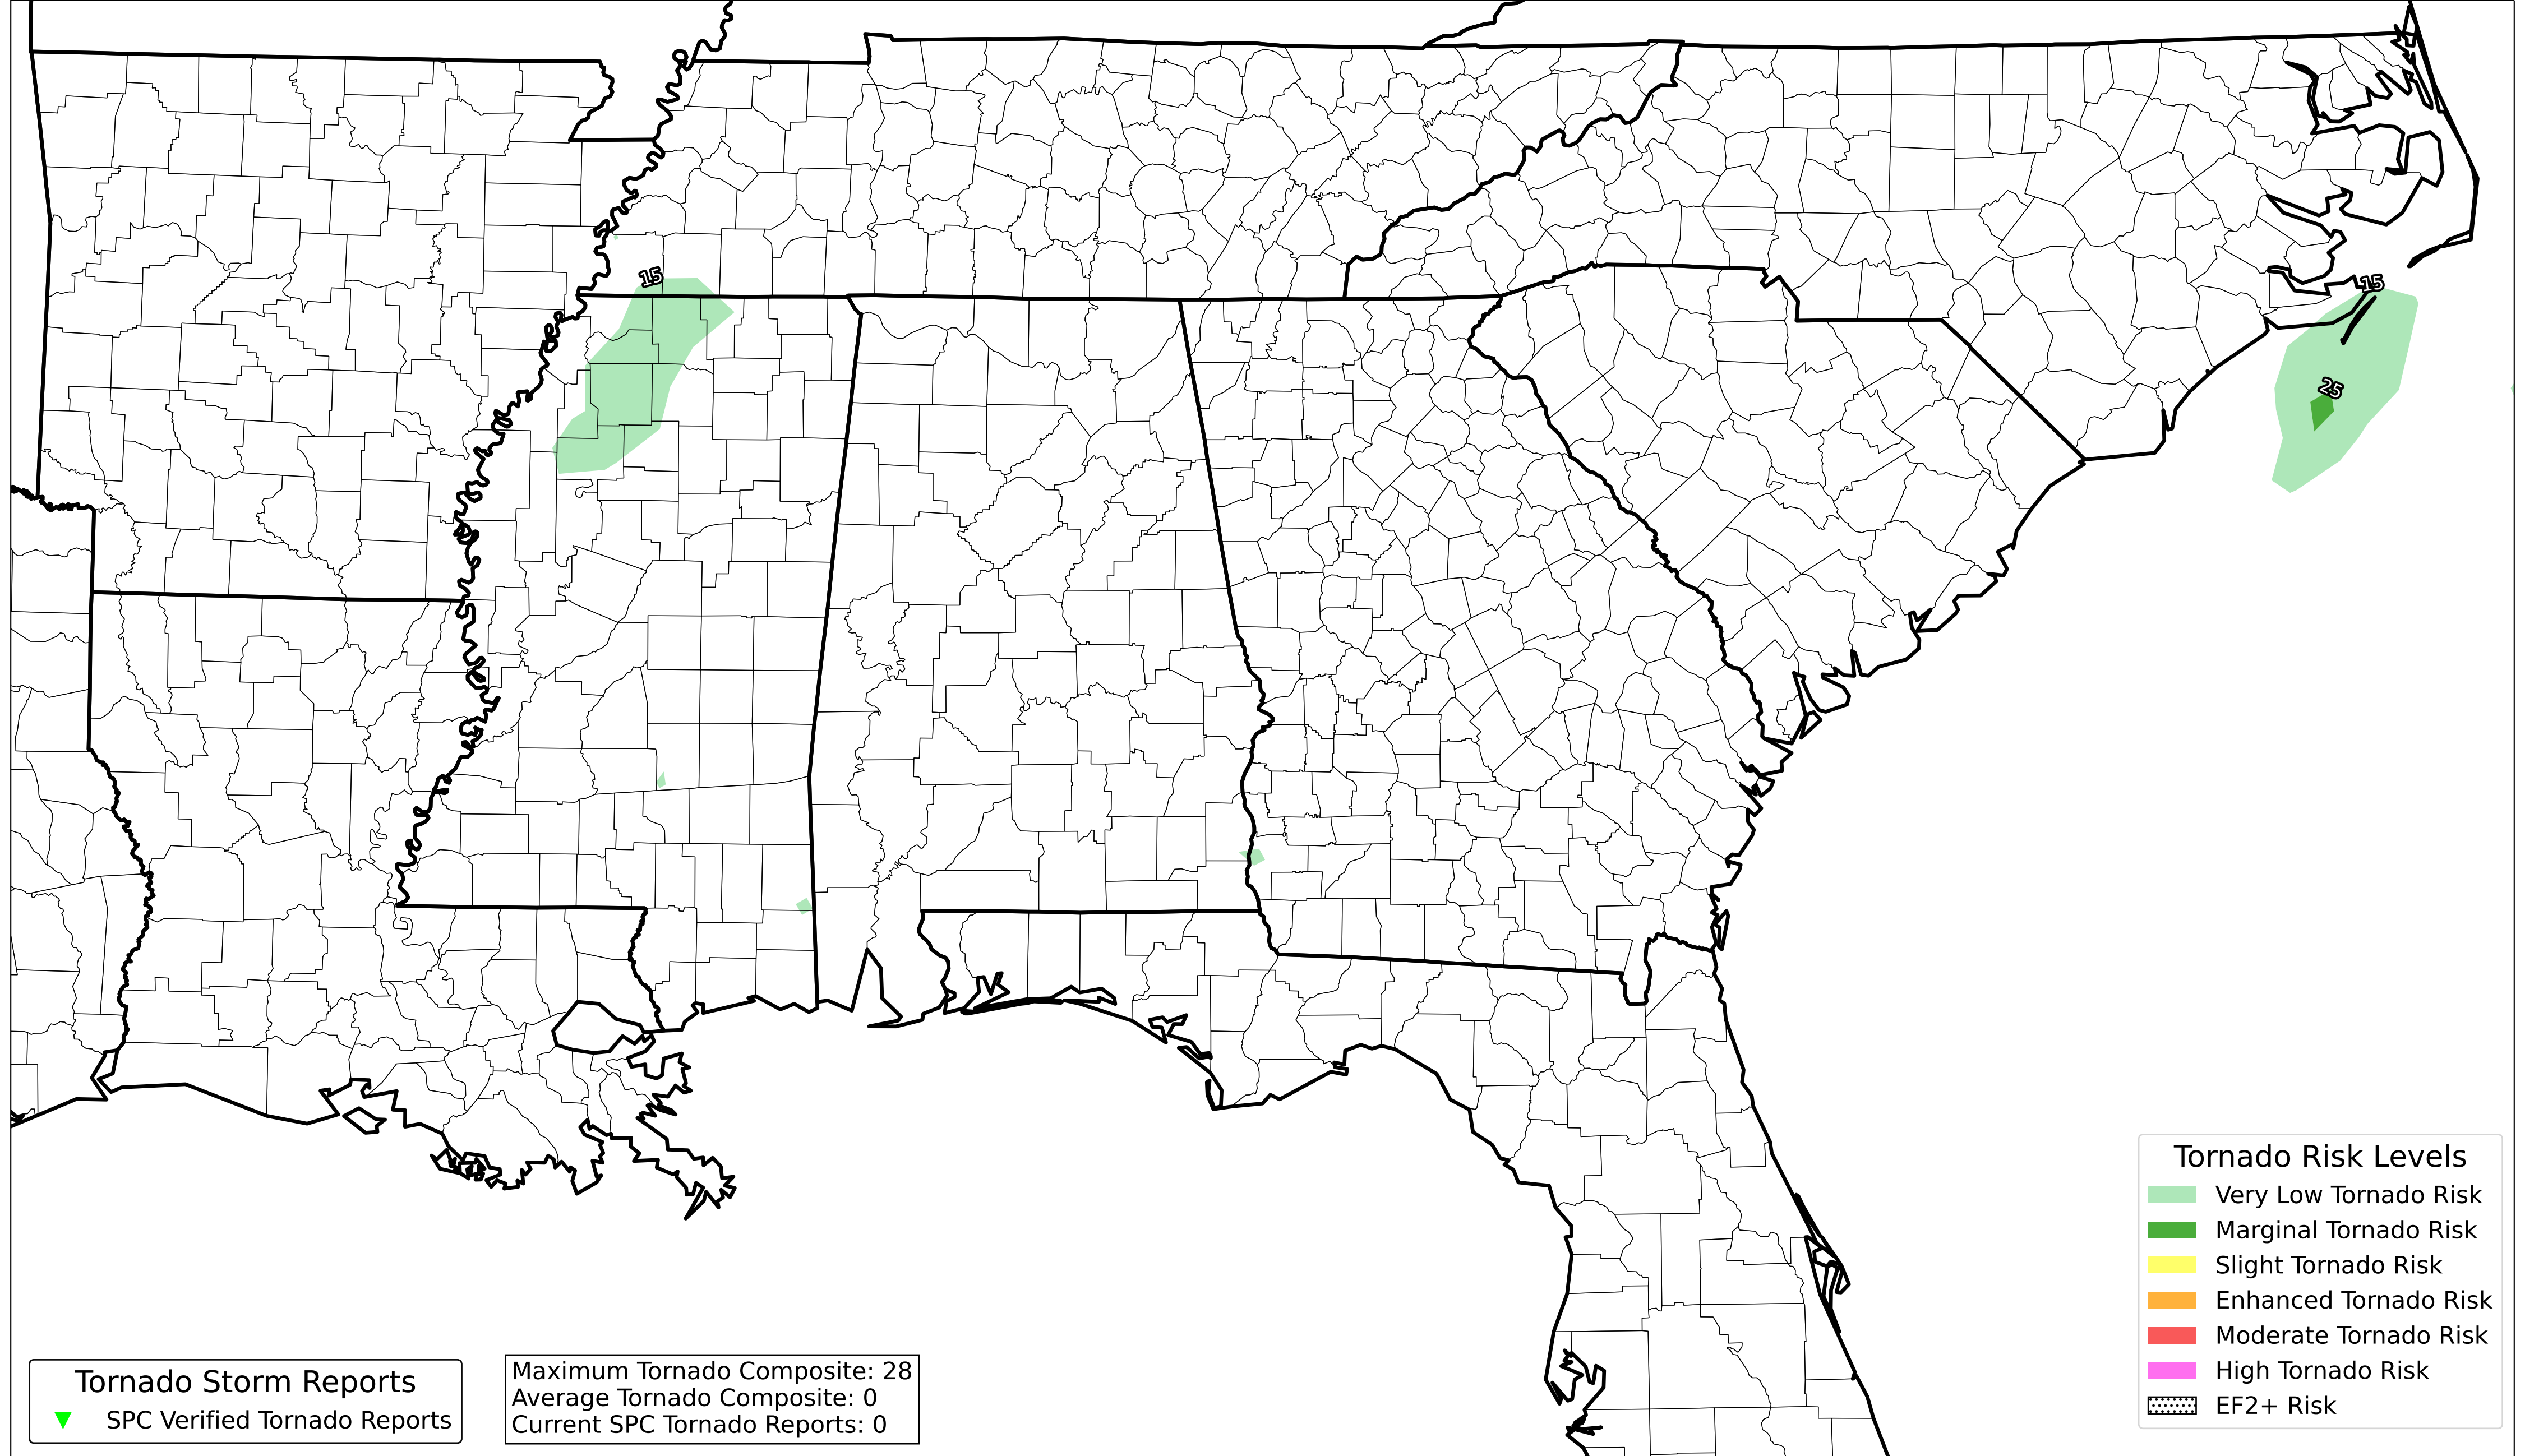 15
15
25
Tornado Risk Levels
Very Low Tornado Risk
Marginal Tornado Risk
Slight Tornado Risk
Enhanced Tornado Risk
Moderate Tornado Risk
High Tornado Risk
EF2+ Risk
Tornado Storm Reports
SPC Verified Tornado Reports
Maximum Tornado Composite: 28
Average Tornado Composite: 0
Current SPC Tornado Reports: 0